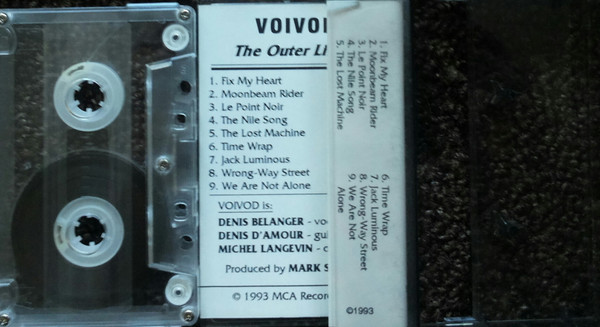 VOIVO
The Outer Li
1. Fix My Heart
2. Moonbeam Rider
3. Le Point Noir
4. The Nile Song
5. The Lost Machine
6. Time Wrap
7. Jack Luminous
8. Wrong-Way Street
9. We Are Not Alone
VOIVOD is:
DENIS BELANGER - vo
DENIS D'AMOUR - gui
MICHEL LANGEVIN - d
Produced by MARK S
© 1993 MCA Recor
1. Fix My Heart
2. Moonbeam Rider
3. Le Point Noir
4. The Nile Song
5. The Lost Machine
6. Time Wrap
7. Jack Luminous
8. Wrong-Way Street
9. We Are Not
Alone
©1993